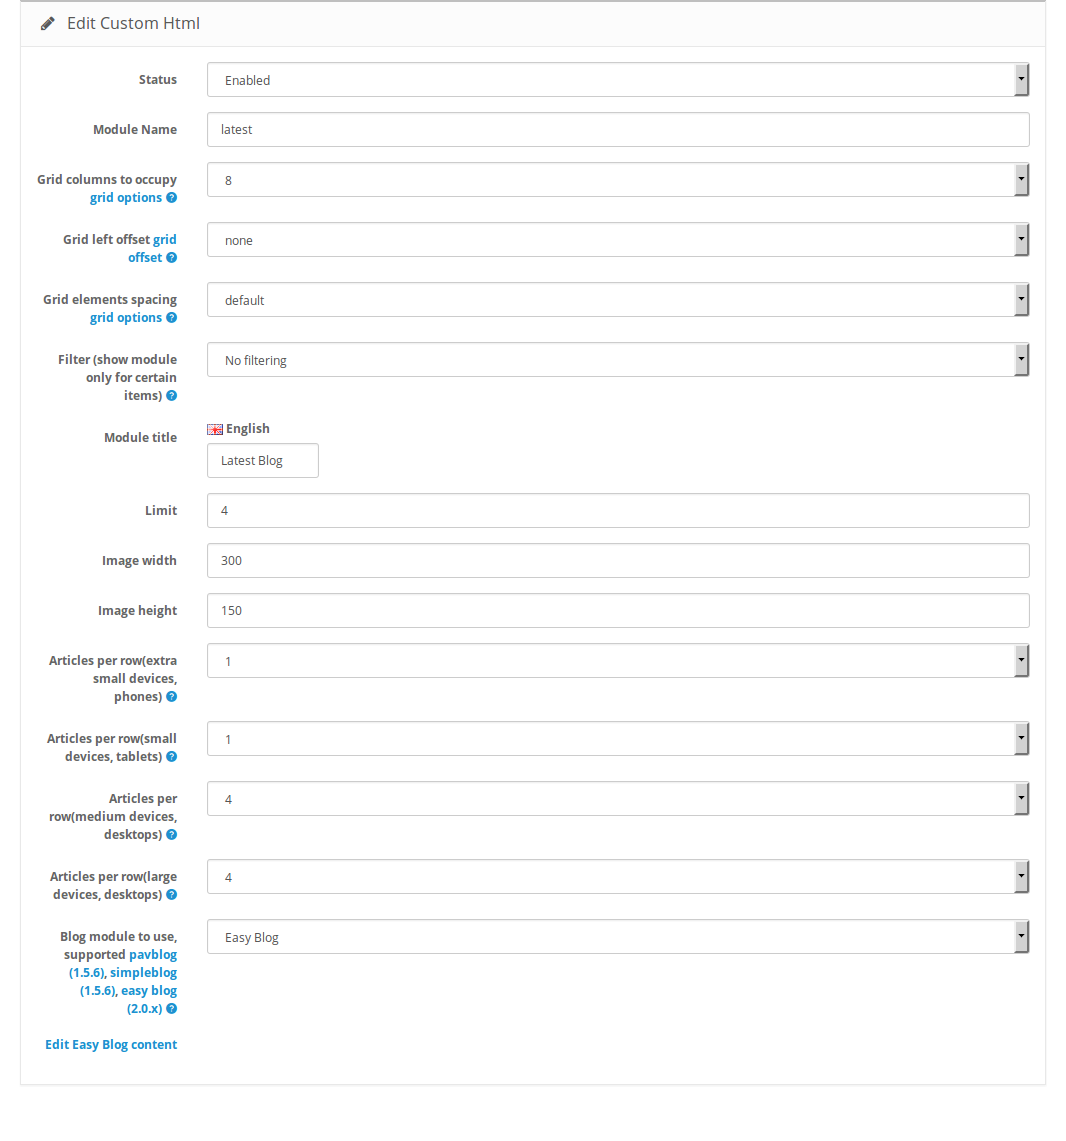 Edit Custom Html
Status
Enabled
Module Name
latest
Grid columns to occupy
grid options
8
Grid left offset grid
offset
none
Grid elements spacing
grid options
default
Filter (show module
only for certain
items)
No filtering
Module title
English
Latest Blog
Limit
4
Image width
300
Image height
150
Articles per row(extra
small devices,
phones)
1
Articles per row(small
devices, tablets)
1
Articles per
row(medium devices,
desktops)
4
Articles per row(large
devices, desktops)
4
Blog module to use,
supported pavblog
(1.5.6), simpleblog
(1.5.6), easy blog
(2.0.x)
Easy Blog
Edit Easy Blog content